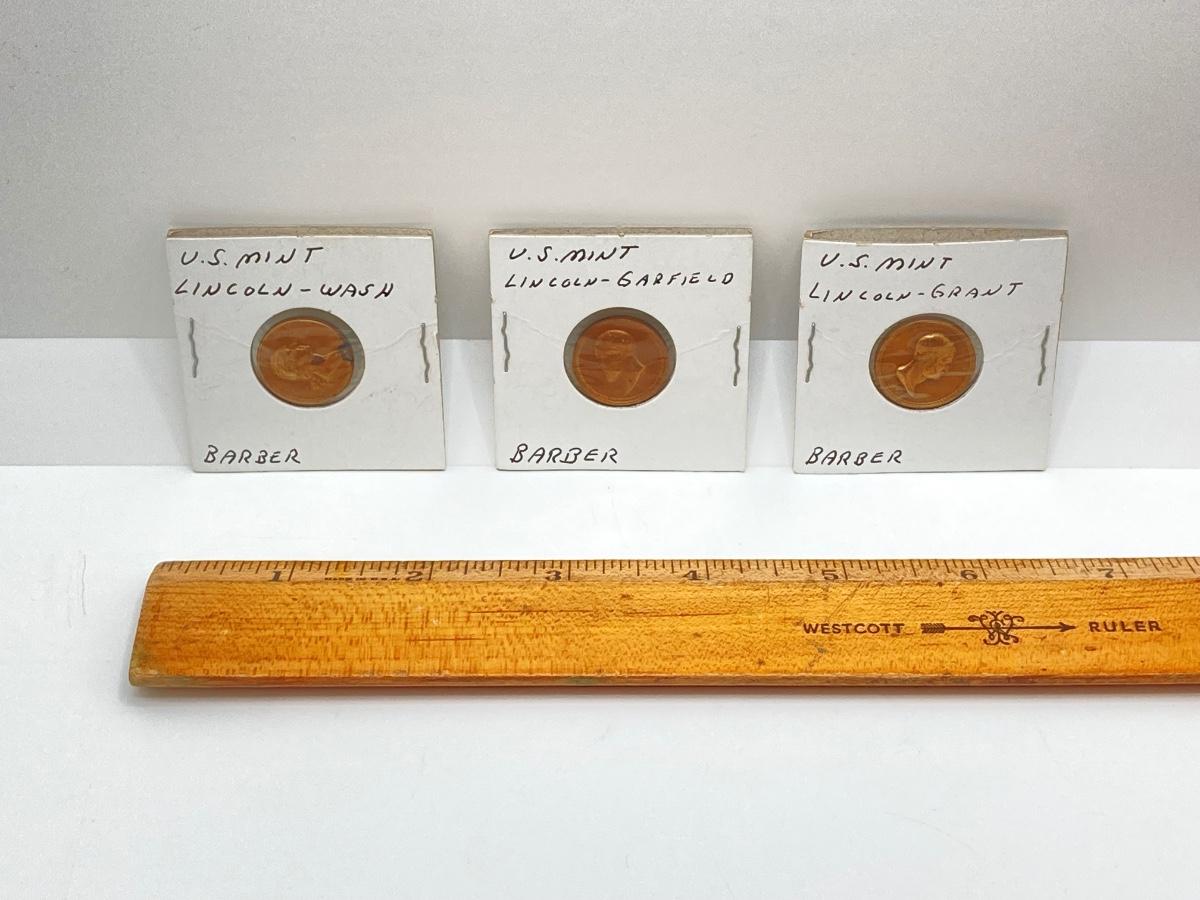 U.S. MINT
LINCOLN-WASH
BARBER
U.S. MINT
LINCOLN-GARFIELD
BARBER
U.S. MINT
LINCOLN-GRANT
BARBER
1 2 3 4 5 6 7
WESTCOTT RULER